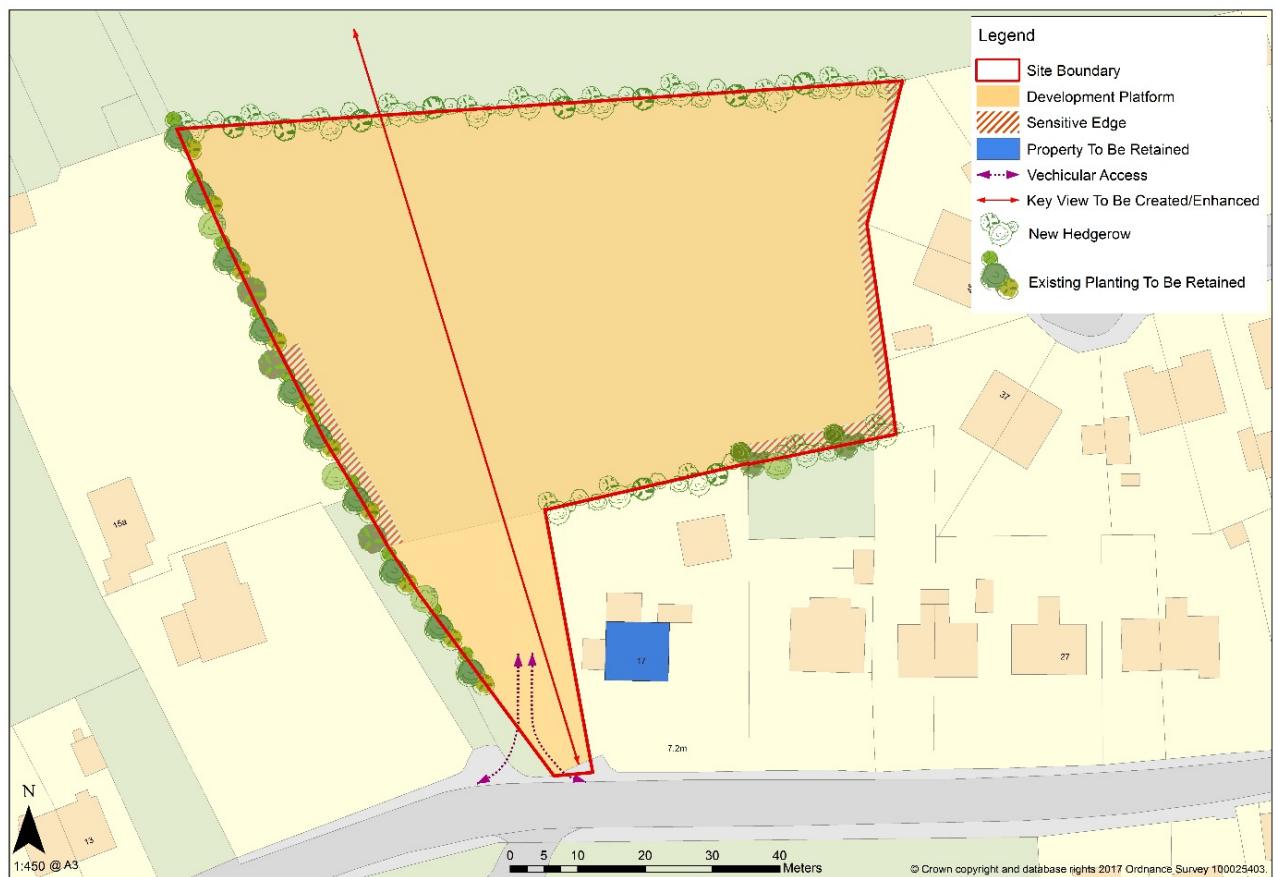 Legend
Site Boundary
Development Platform
Sensitive Edge
Property To Be Retained
Vechicular Access
Key View To Be Created/Enhanced
New Hedgerow
Existing Planting To Be Retained
37
15a
17
27
7.2m
13
N
1:450 @ A3
0 5 10 20 30 40
Meters
© Crown copyright and database rights 2017 Ordnance Survey 100025403.